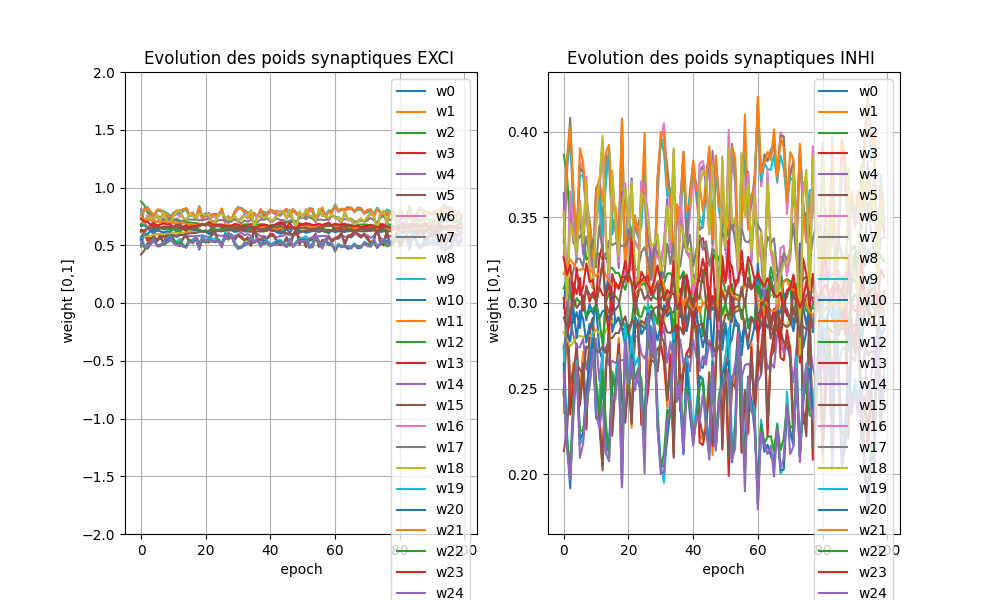 Evolution des poids synaptiques EXCI
2.0
1.5
1.0
0.5
0.0
−0.5
−1.0
−1.5
−2.0
weight [0,1]
0
20
40
60
80
100
epoch
w0
w1
w2
w3
w4
w5
w6
w7
w8
w9
w10
w11
w12
w13
w14
w15
w16
w17
w18
w19
w20
w21
w22
w23
w24
Evolution des poids synaptiques INHI
0.40
0.35
0.30
0.25
0.20
weight [0,1]
0
20
40
60
80
100
epoch
w0
w1
w2
w3
w4
w5
w6
w7
w8
w9
w10
w11
w12
w13
w14
w15
w16
w17
w18
w19
w20
w21
w22
w23
w24